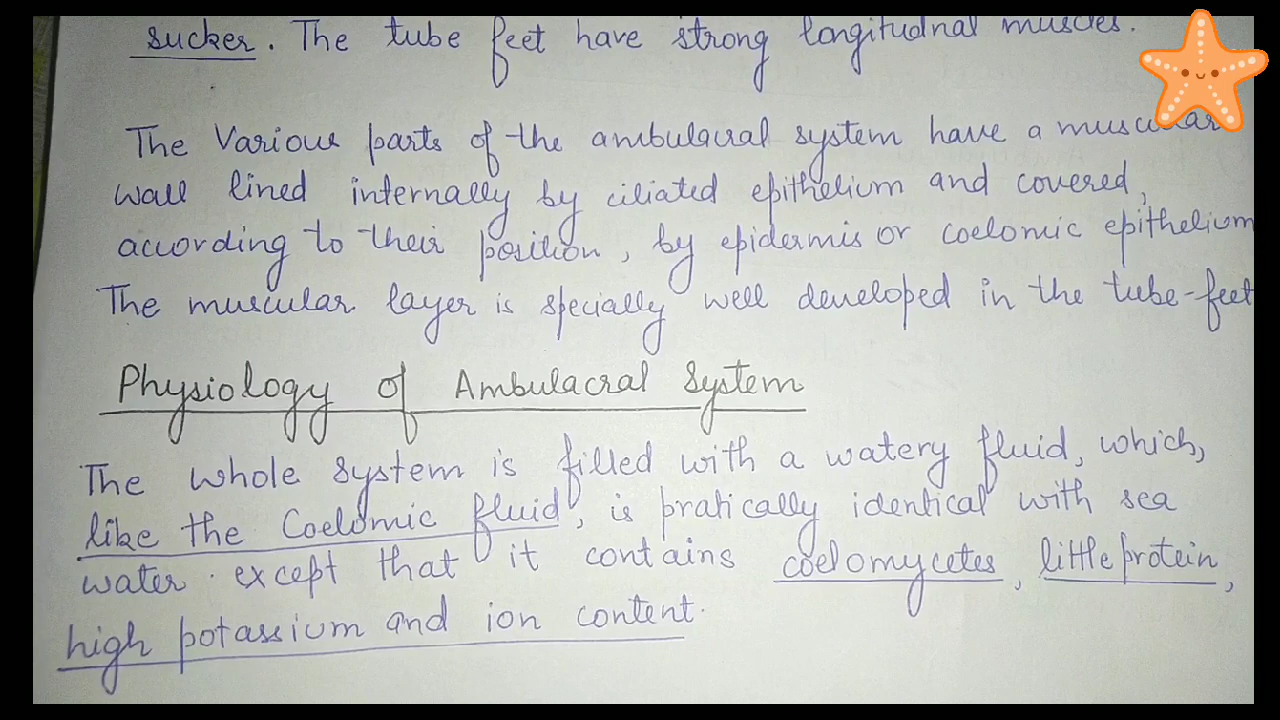 sucker. The tube feet have strong longitudnal muscles.
The Various parts of the ambulacral system have a muscular
wall lined internally by ciliated epithelium and covered,
according to their position, by epidermis or coelomic epithelium
The muscular layer is specially well developed in the tube-feet
Physiology of Ambulacral System
The whole system is filled with a watery fluid, which,
like the Coelomic fluid, is pratically identical with sea
water. except that it contains coelomycetes, little protein,
high potassium and ion content.